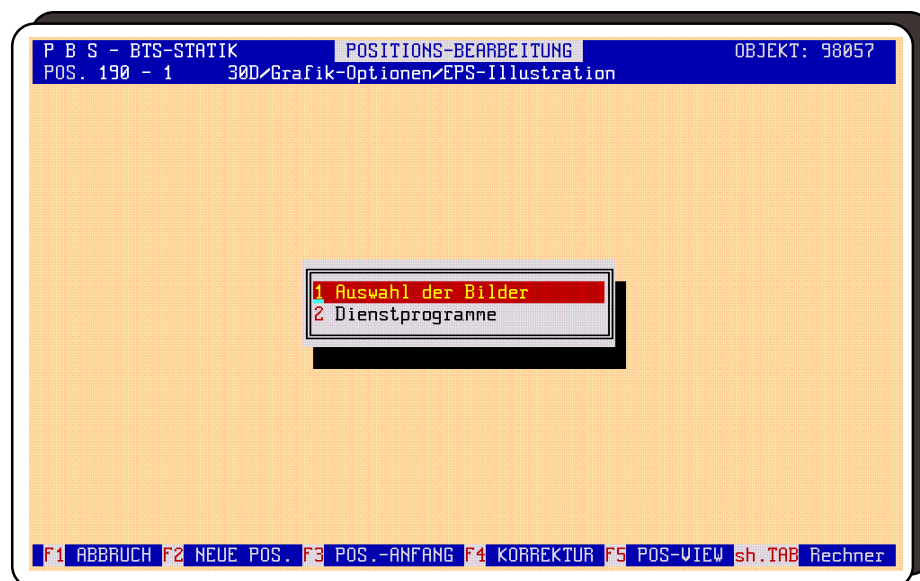 P B S - BTS-STATIK POSITIONS-BEARBEITUNG OBJEKT: 98057
POS. 190 - 1 30D/Grafik-Optionen/EPS-Illustration
1 Auswahl der Bilder
2 Dienstprogramme
F1 ABBRUCH F2 NEUE POS. F3 POS.-ANFANG F4 KORREKTUR F5 POS-VIEW sh.TAB Rechner